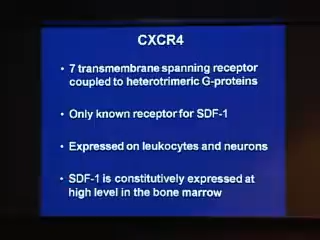 CXCR4
• 7 transmembrane spanning receptor
coupled to heterotrimeric G-proteins
• Only known receptor for SDF-1
• Expressed on leukocytes and neurons
• SDF-1 is constitutively expressed at
high level in the bone marrow